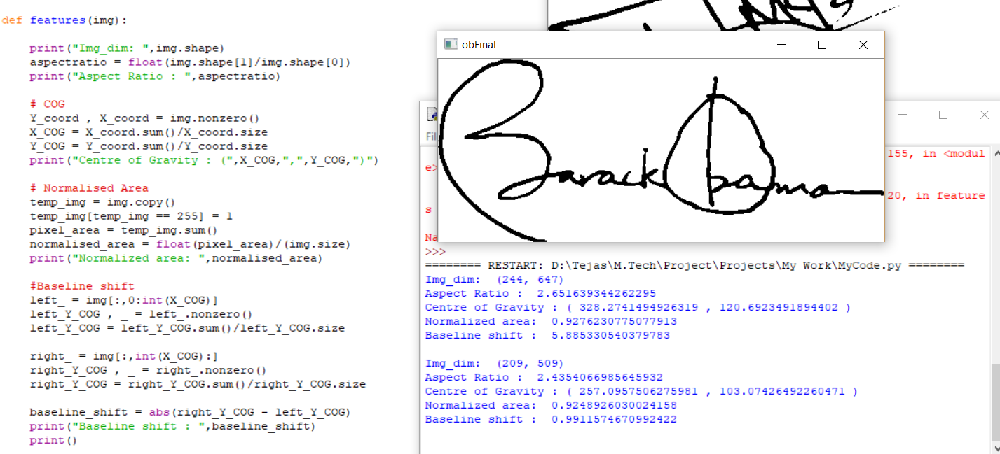 def features(img):
print("Img_dim: ",img.shape)
aspectratio = float(img.shape[1]/img.shape[0])
print("Aspect Ratio : ",aspectratio)
# COG
Y_coord , X_coord = img.nonzero()
X_COG = X_coord.sum()/X_coord.size
Y_COG = Y_coord.sum()/Y_coord.size
print("Centre of Gravity : (",X_COG,",",Y_COG,")")
# Normalised Area
temp_img = img.copy()
temp_img[temp_img == 255] = 1
pixel_area = temp_img.sum()
normalised_area = float(pixel_area)/(img.size)
print("Normalized area: ",normalised_area)
#Baseline shift
left_ = img[:,0:int(X_COG)]
left_Y_COG , _ = left_.nonzero()
left_Y_COG = left_Y_COG.sum()/left_Y_COG.size
right_ = img[:,int(X_COG):]
right_Y_COG , _ = right_.nonzero()
right_Y_COG = right_Y_COG.sum()/right_Y_COG.size
baseline_shift = abs(right_Y_COG - left_Y_COG)
print("Baseline shift : ",baseline_shift)
print()
obFinal
Barack Obama
Fil
155, in <modul
e>
20, in feature
s
Na
>>>
======== RESTART: D:\Tejas\M.Tech\Project\Projects\My Work\MyCode.py ========
Img_dim:  (244, 647)
Aspect Ratio :  2.651639344262295
Centre of Gravity : ( 328.2741494926319 , 120.6923491894402 )
Normalized area:  0.9276230775077913
Baseline shift :  5.885330540379783
Img_dim:  (209, 509)
Aspect Ratio :  2.4354066985645932
Centre of Gravity : ( 257.0957506275981 , 103.07426492260471 )
Normalized area:  0.9248926030024158
Baseline shift :  0.9911574670992422